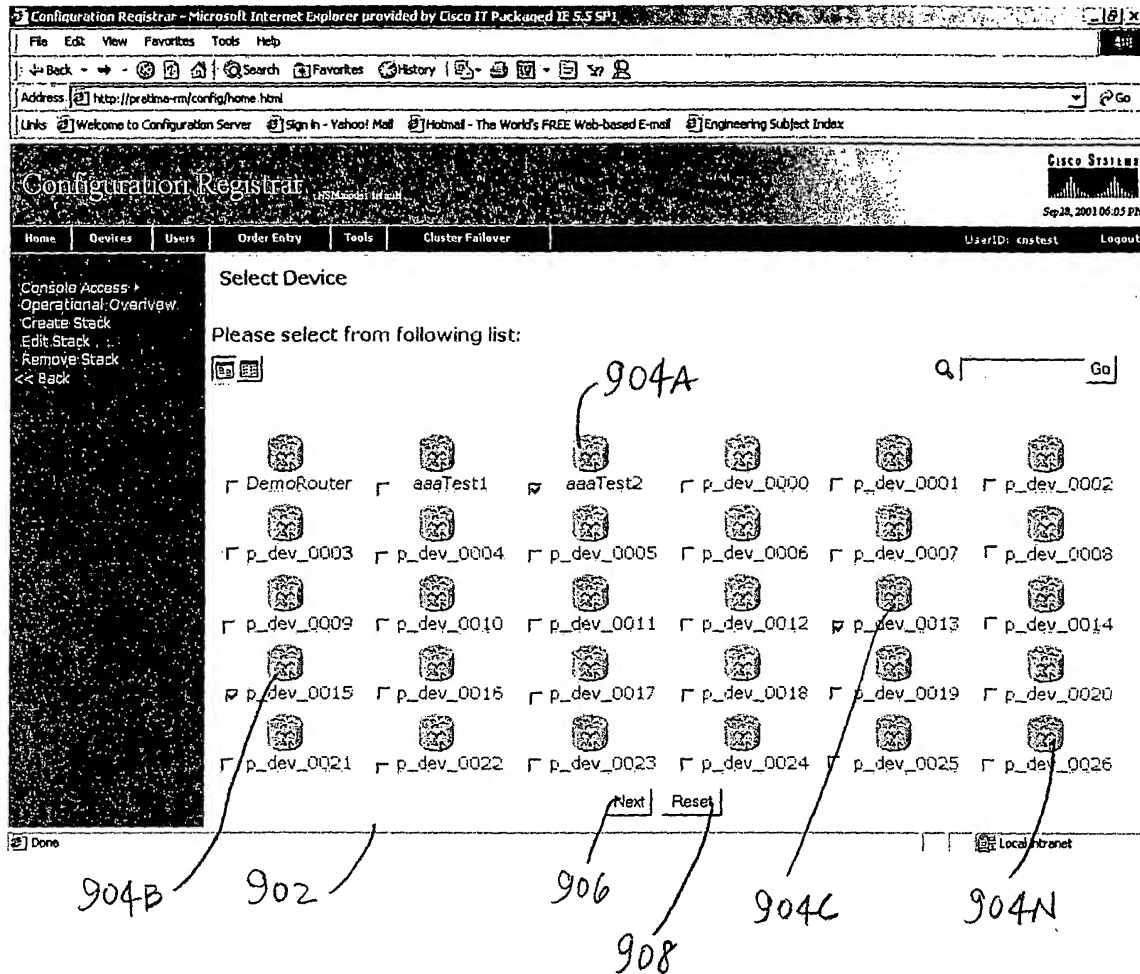 Configuration Registrar - Microsoft Internet Explorer provided by Cisco IT Packaged IE 5.5 SP1
File Edit View Favorites Tools Help
Back Search Favorites History
Address http://pratima-rm/config/home.html Go
Links Welcome to Configuration Server Sign in - Yahoo! Mail Hotmail - The World's FREE Web-based E-mail Engineering Subject Index
CISCO SYSTEMS
Configuration Registrar
Sep 28, 2001 06:05 PM
Home Devices Users Order Entry Tools Cluster Failover UserID: cnstest Logout
Console Access
Operational Overivew
Create Stack
Edit Stack
Remove Stack
<< Back
Select Device
Please select from following list:
Go
904A
DemoRouter aaaTest1 aaaTest2 p_dev_0000 p_dev_0001 p_dev_0002
p_dev_0003 p_dev_0004 p_dev_0005 p_dev_0006 p_dev_0007 p_dev_0008
p_dev_0009 p_dev_0010 p_dev_0011 p_dev_0012 p_dev_0013 p_dev_0014
p_dev_0015 p_dev_0016 p_dev_0017 p_dev_0018 p_dev_0019 p_dev_0020
p_dev_0021 p_dev_0022 p_dev_0023 p_dev_0024 p_dev_0025 p_dev_0026
Next Reset
Done Local intranet
904B 902 906 904C 904N
908